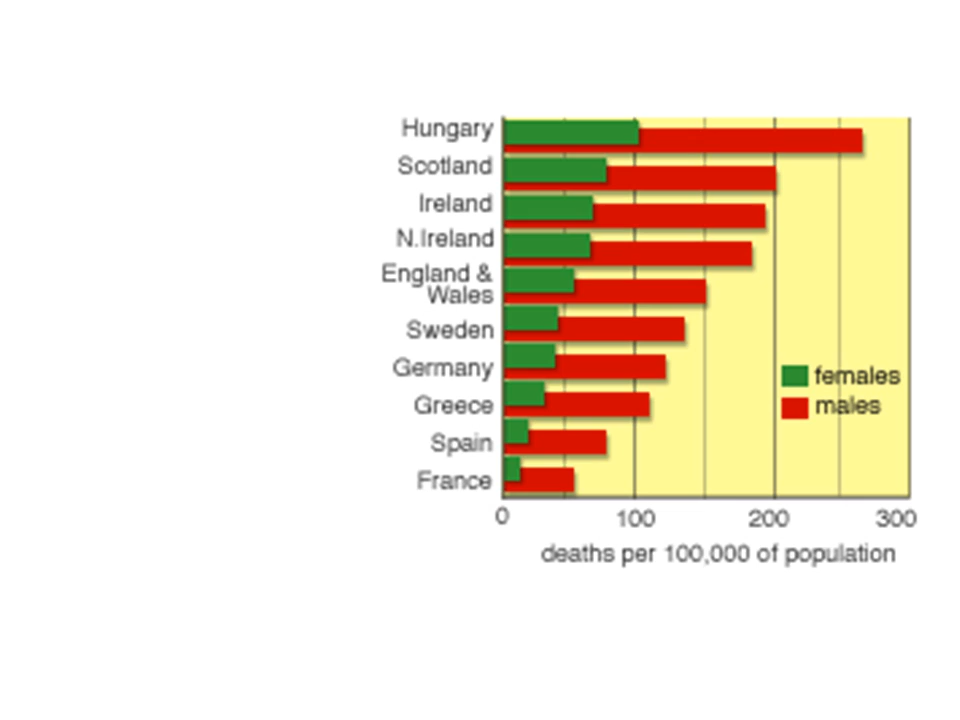 Hungary
Scotland
Ireland
N.Ireland
England &
Wales
Sweden
Germany
Greece
Spain
France
females
males
0 100 200 300
deaths per 100,000 of population